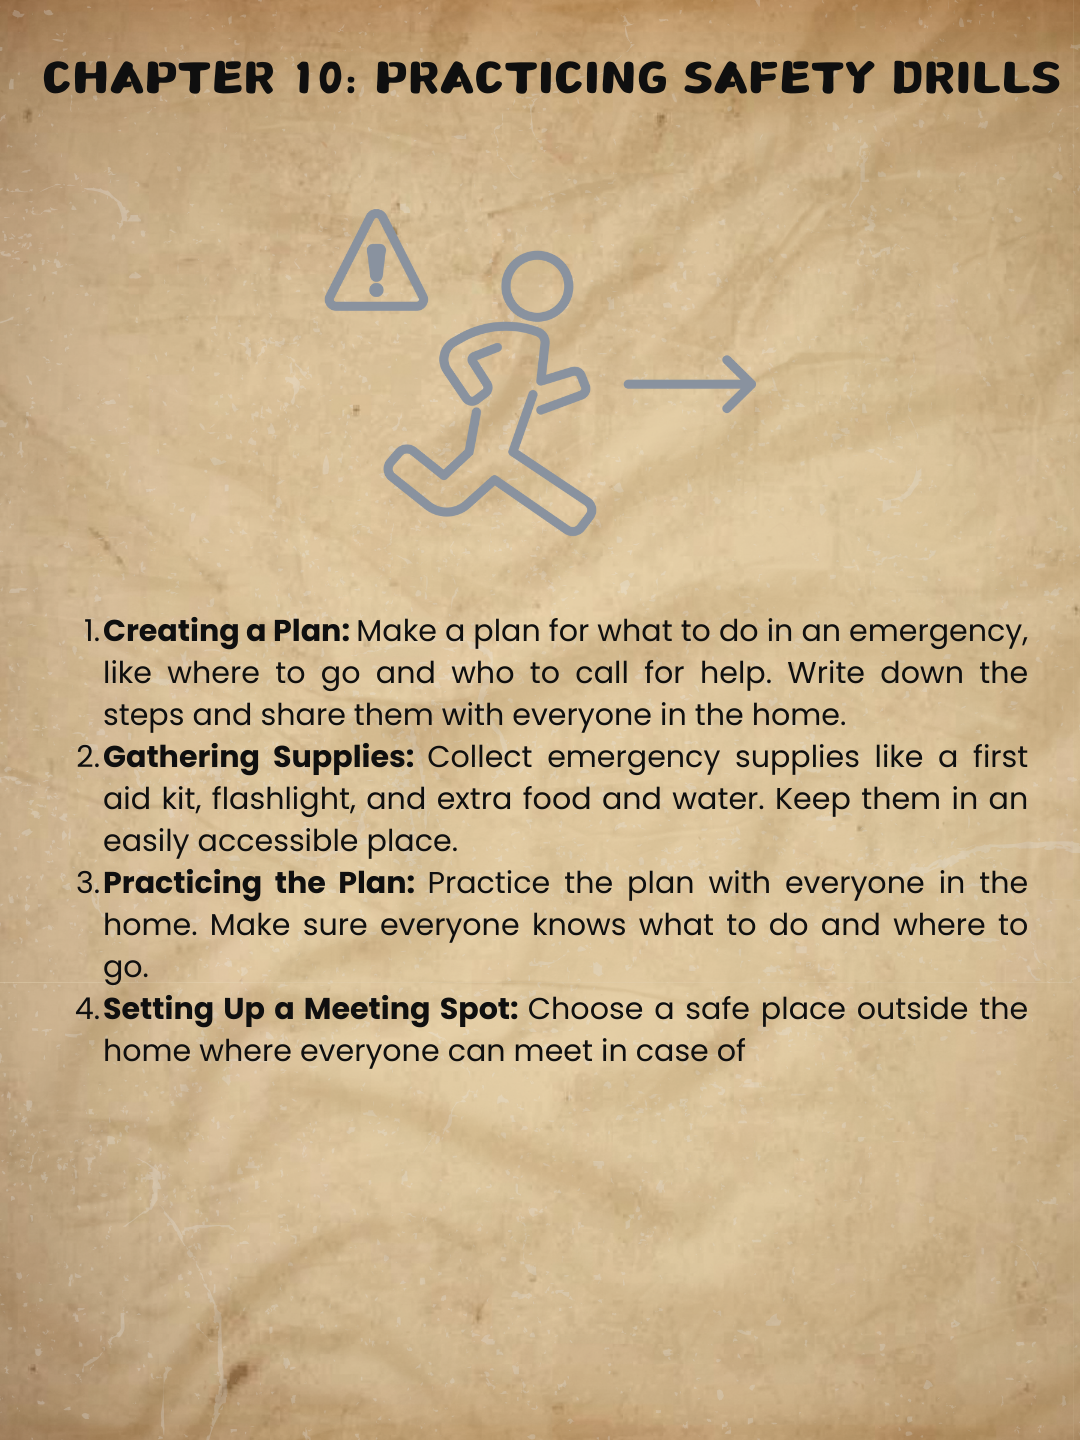 CHAPTER 10: PRACTICING SAFETY DRILLS
!
1. Creating a Plan: Make a plan for what to do in an emergency,
like where to go and who to call for help. Write down the
steps and share them with everyone in the home.
2. Gathering Supplies: Collect emergency supplies like a first
aid kit, flashlight, and extra food and water. Keep them in an
easily accessible place.
3. Practicing the Plan: Practice the plan with everyone in the
home. Make sure everyone knows what to do and where to
go.
4. Setting Up a Meeting Spot: Choose a safe place outside the
home where everyone can meet in case of